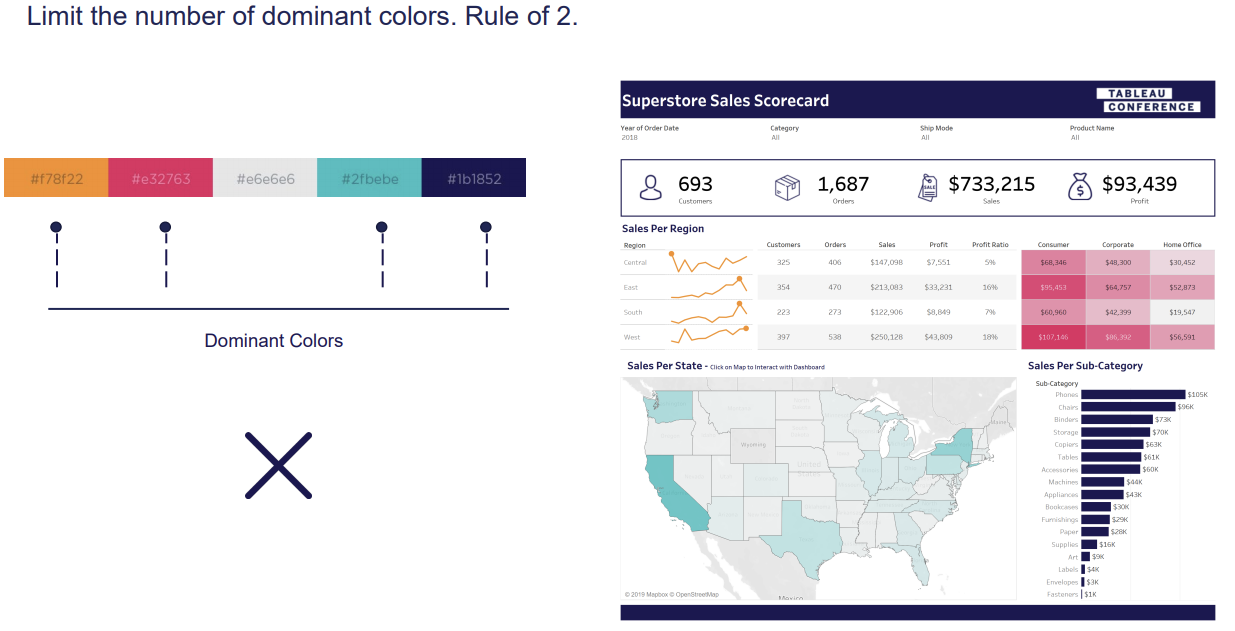 Limit the number of dominant colors. Rule of 2.
#f78f22 #e32763 #e6e6e6 #2fbebe #1b1852
Dominant Colors
Superstore Sales Scorecard
TABLEAU
CONFERENCE
Year of Order Date Category Ship Mode Product Name
2018 All All All
693 1,687 $733,215 $93,439
Customers Orders Sales Profit
SALE
Sales Per Region
Region Customers Orders Sales Profit Profit Ratio Consumer Corporate Home Office
Central 325 406 $147,098 $7,551 5% $68,346 $48,300 $30,452
East 354 470 $213,083 $33,231 16% $95,453 $64,757 $52,873
South 223 273 $122,906 $8,849 7% $60,960 $42,399 $19,547
West 397 538 $250,128 $43,809 18% $107,146 $86,392 $56,591
Sales Per State - Click on Map to Interact with Dashboard
Maine
Wyoming
United
States
Mexico
© 2019 Mapbox © OpenStreetMap
Sales Per Sub-Category
Sub-Category
Phones $105K
Chairs $96K
Binders $73K
Storage $70K
Copiers $63K
Tables $61K
Accessories $60K
Machines $44K
Appliances $43K
Bookcases $30K
Furnishings $29K
Paper $28K
Supplies $16K
Art $9K
Labels $4K
Envelopes $3K
Fasteners $1K